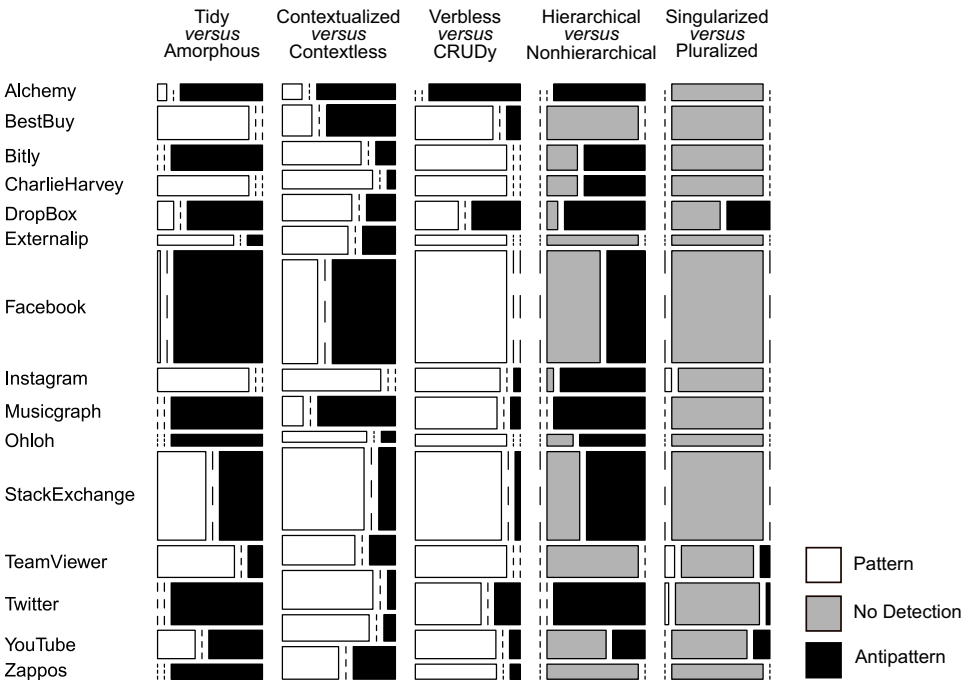 Tidy
versus
Amorphous
Contextualized
versus
Contextless
Verbless
versus
CRUDy
Hierarchical
versus
Nonhierarchical
Singularized
versus
Pluralized
Alchemy
BestBuy
Bitly
CharlieHarvey
DropBox
Externalip
Facebook
Instagram
Musicgraph
Ohloh
StackExchange
TeamViewer
Twitter
YouTube
Zappos
Pattern
No Detection
Antipattern